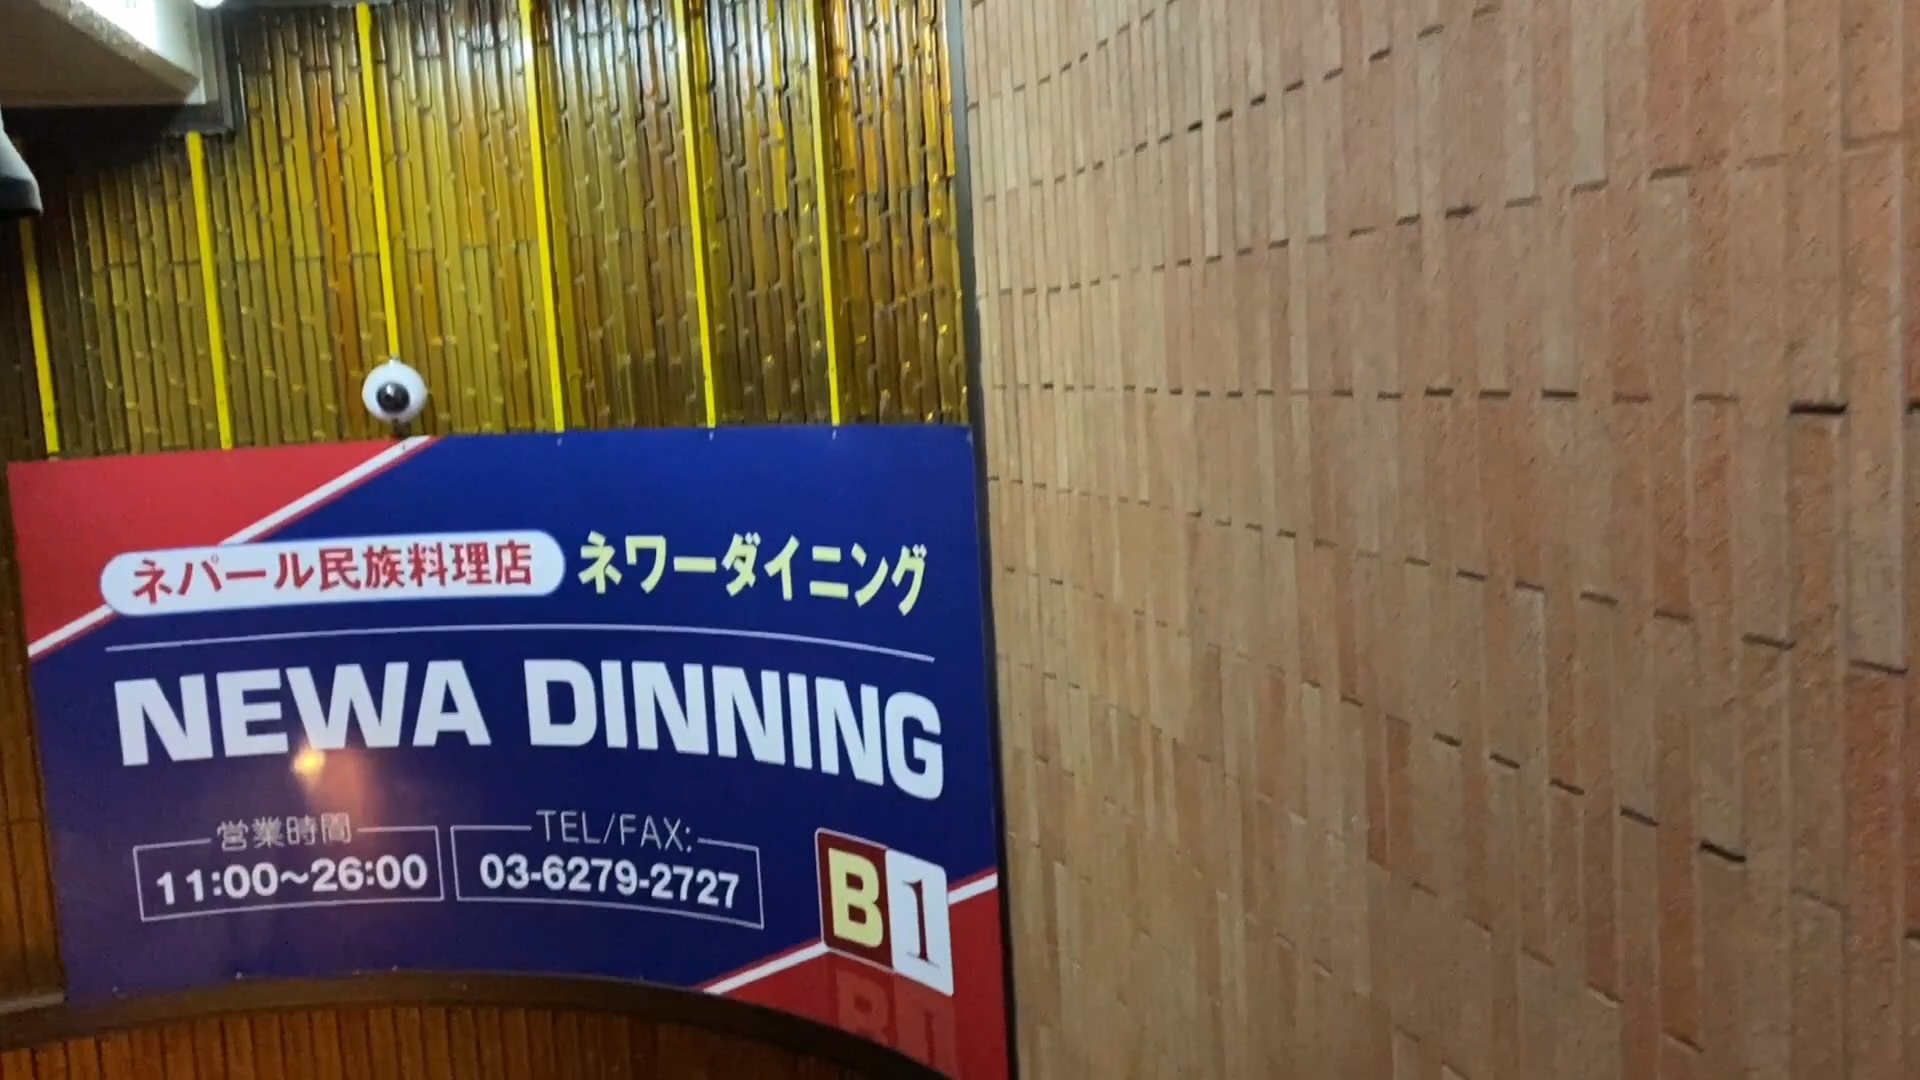 ネパール民族料理店 ネワーダイニング
NEWA DINNING
営業時間
11:00~26:00
TEL/FAX:
03-6279-2727
B1